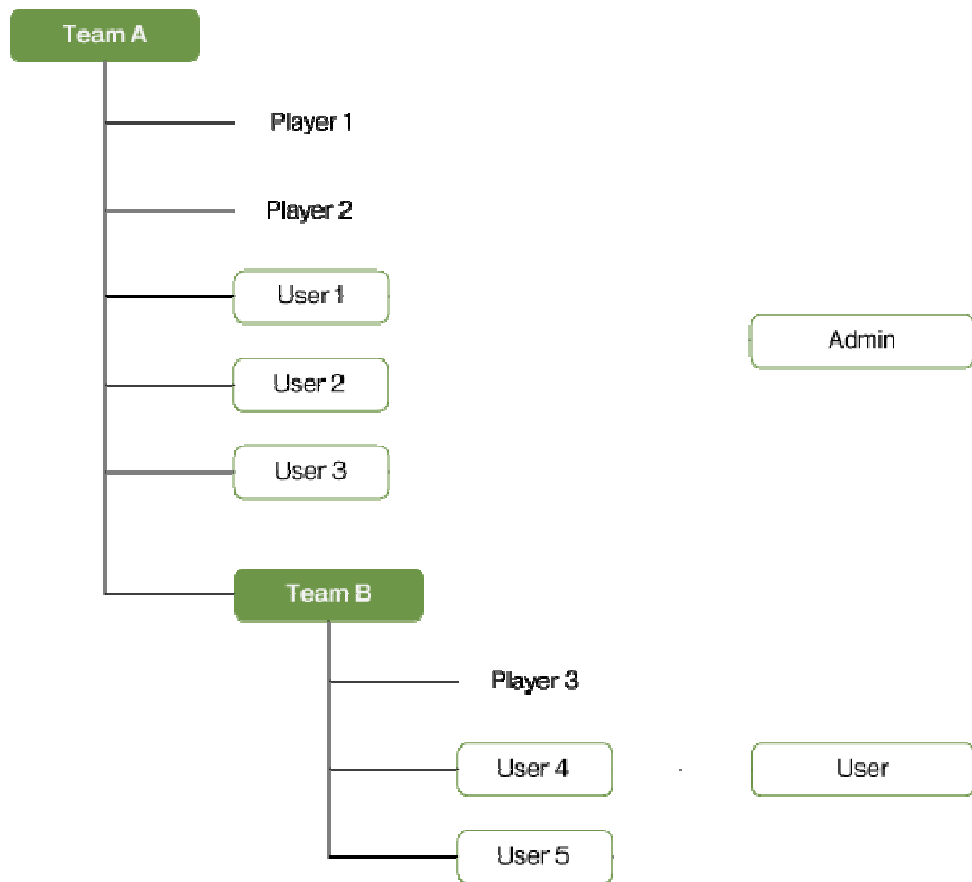 Team A
Player 1
Player 2
User 1
Admin
User 2
User 3
Team B
Player 3
User 4
User
User 5